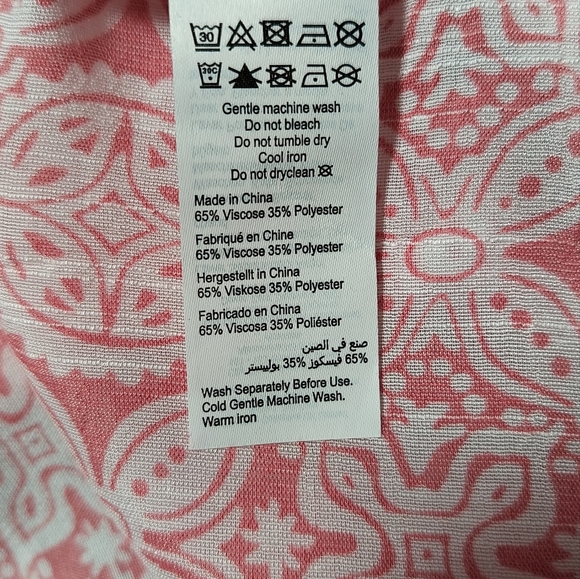 30
30C
Gentle machine wash
Do not bleach
Do not tumble dry
Cool iron
Do not dryclean
Made in China
65% Viscose 35% Polyester
Fabriqué en Chine
65% Viscose 35% Polyester
Hergestellt in China
65% Viskose 35% Polyester
Fabricado en China
65% Viscosa 35% Poliéster
صنع في الصين
65% فيسكوز 35% بوليستر
Wash Separately Before Use.
Cold Gentle Machine Wash.
Warm iron